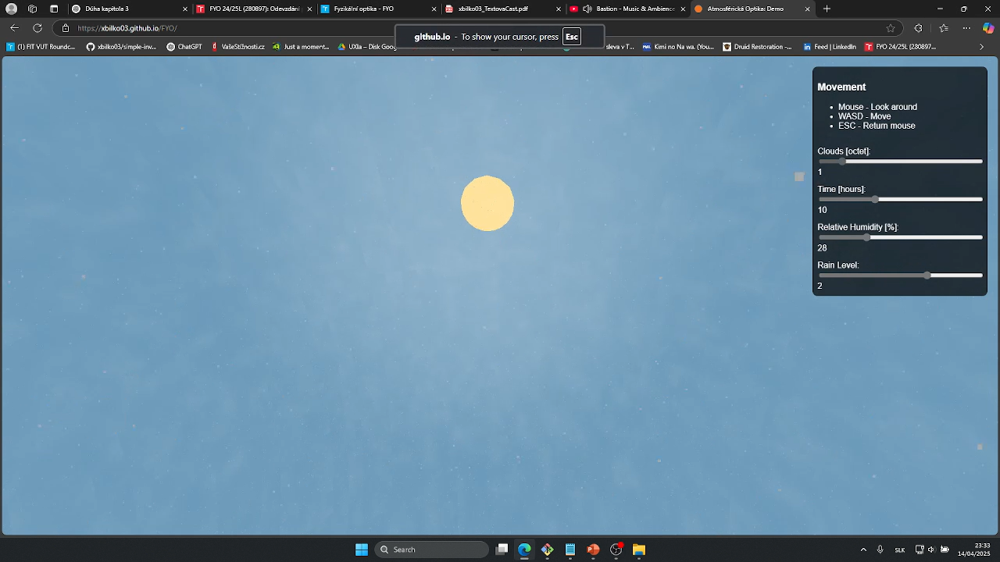 Dúha kapitola 3
FYO 24/25L (280897): Odevzdání
Fyzikální optika - FYO
xbilko03_TextovaCast.pdf
Bastion - Music & Ambience
Atmosférická Optika: Demo
https://xbilko03.github.io/FYO/
github.io - To show your cursor, press Esc
(1) FIT VUT Roundc...
xbilko03/simple-inv...
ChatGPT
VašeStížnosti.cz
Just a moment...
UXIa – Disk Goog
sleva v T...
Kimi no Na wa. (You...
Druid Restoration -...
Feed | LinkedIn
FYO 24/25L (280897...
Movement
Mouse - Look around
WASD - Move
ESC - Return mouse
Clouds [octet]:
1
Time [hours]:
10
Relative Humidity [%]:
28
Rain Level:
2
Search
SLK
23:33
14/04/2025